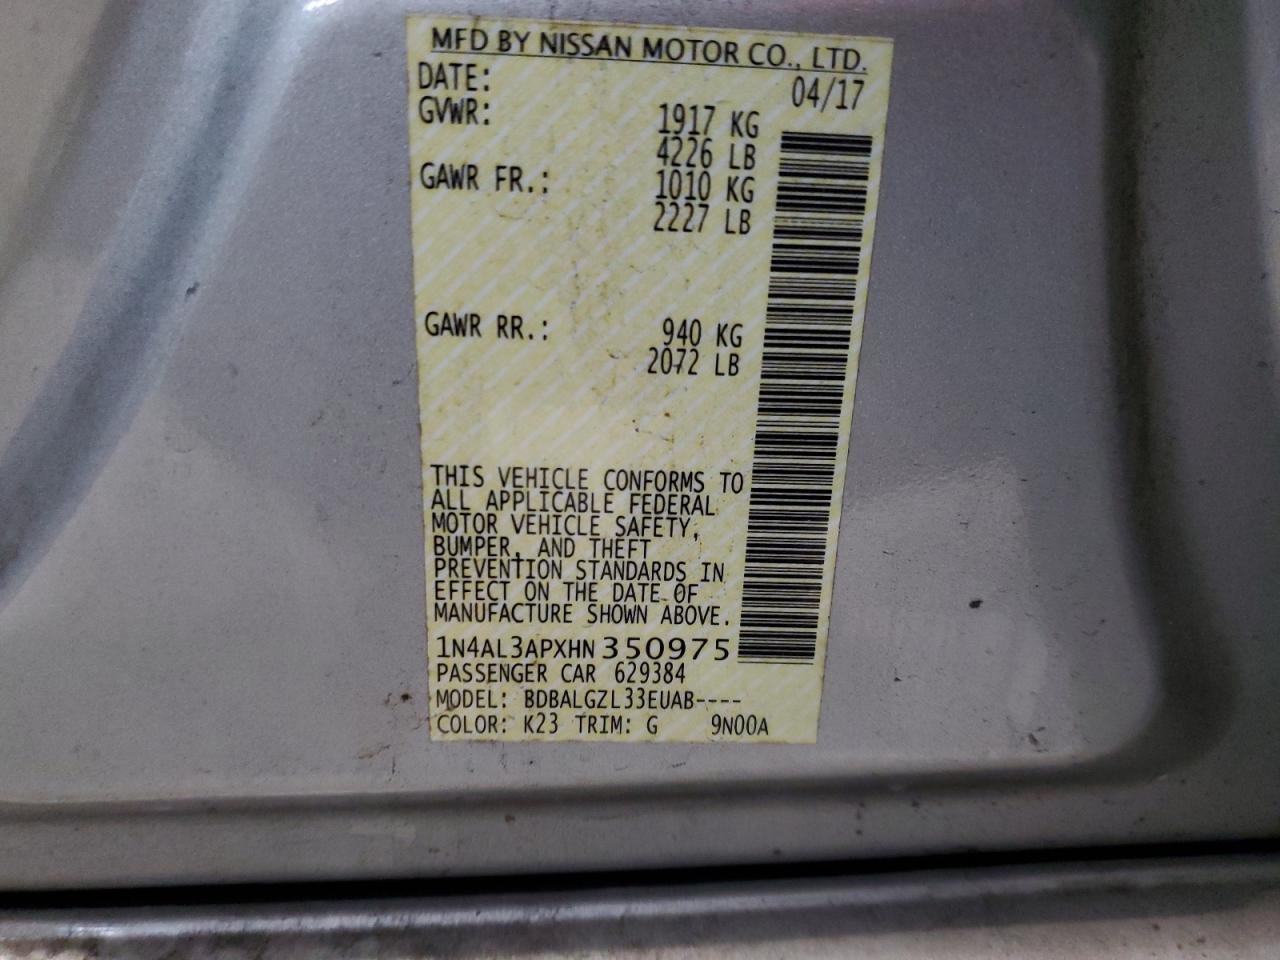 MFD BY NISSAN MOTOR CO., LTD.
DATE: 04/17
GVWR: 1917 KG
4226 LB
GAWR FR.: 1010 KG
2227 LB
GAWR RR.: 940 KG
2072 LB
THIS VEHICLE CONFORMS TO
ALL APPLICABLE FEDERAL
MOTOR VEHICLE SAFETY,
BUMPER, AND THEFT
PREVENTION STANDARDS IN
EFFECT ON THE DATE OF
MANUFACTURE SHOWN ABOVE.
1N4AL3APXHN350975
PASSENGER CAR 629384
MODEL: BDBALGZL33EUAB----
COLOR: K23 TRIM: G 9N00A